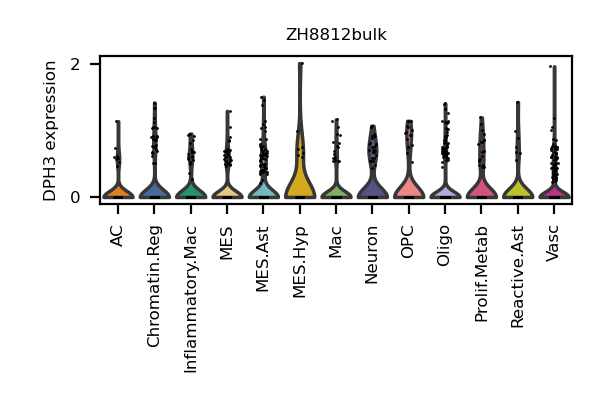 ZH8812bulk
DPH3 expression
2
0
AC
Chromatin.Reg
Inflammatory.Mac
MES
MES.Ast
MES.Hyp
Mac
Neuron
OPC
Oligo
Prolif.Metab
Reactive.Ast
Vasc